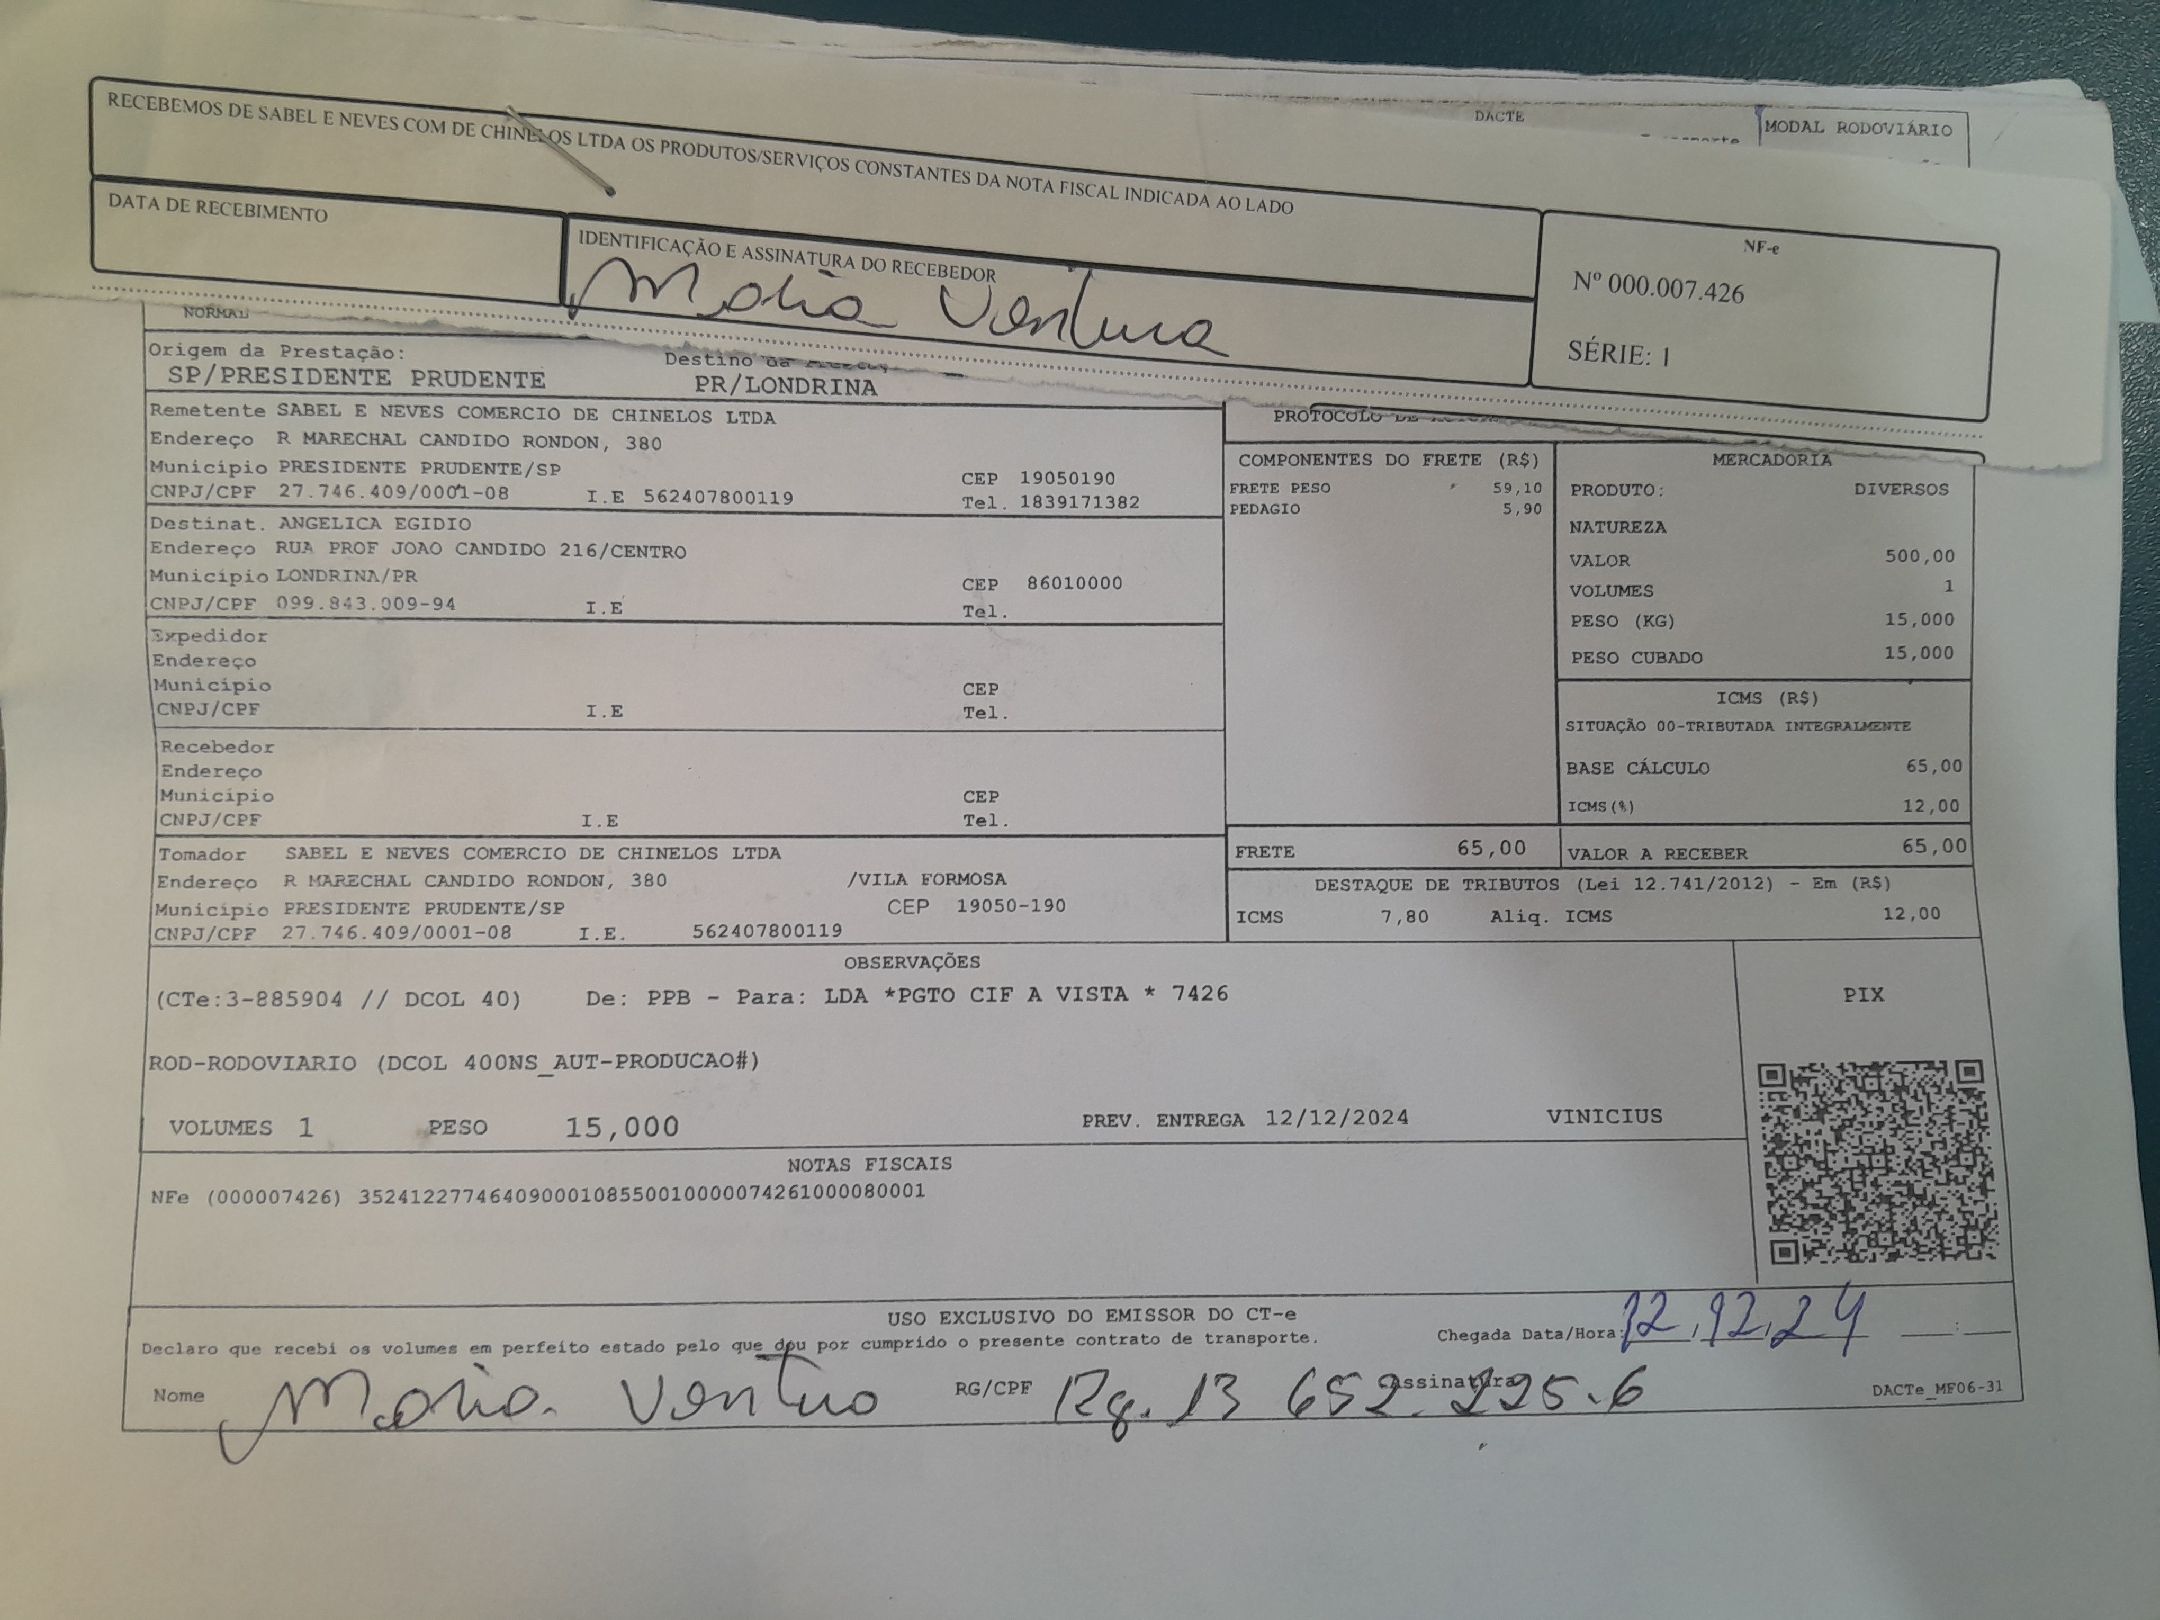 DACTE
MODAL RODOVIÁRIO
RECEBEMOS DE SABEL E NEVES COM DE CHINELOS LTDA OS PRODUTOS/SERVIÇOS CONSTANTES DA NOTA FISCAL INDICADA AO LADO
DATA DE RECEBIMENTO
IDENTIFICAÇÃO E ASSINATURA DO RECEBEDOR
Maria Ventura
NF-e
Nº 000.007.426
SÉRIE: 1
NORMAL
Origem da Prestação:
SP/PRESIDENTE PRUDENTE
Destino da
PR/LONDRINA
Remetente SABEL E NEVES COMERCIO DE CHINELOS LTDA
Endereço R MARECHAL CANDIDO RONDON, 380
Município PRESIDENTE PRUDENTE/SP CEP 19050190
CNPJ/CPF 27.746.409/0001-08 I.E 562407800119 Tel. 1839171382
Destinat. ANGELICA EGIDIO
Endereço RUA PROF JOAO CANDIDO 216/CENTRO
Município LONDRINA/PR CEP 86010000
CNPJ/CPF 099.843.009-94 I.E Tel.
Expedidor
Endereço
Município CEP
CNPJ/CPF I.E Tel.
Recebedor
Endereço
Município CEP
CNPJ/CPF I.E Tel.
Tomador SABEL E NEVES COMERCIO DE CHINELOS LTDA
Endereço R MARECHAL CANDIDO RONDON, 380 /VILA FORMOSA
Município PRESIDENTE PRUDENTE/SP CEP 19050-190
CNPJ/CPF 27.746.409/0001-08 I.E. 562407800119
PROTOCOLO DE
COMPONENTES DO FRETE (R$)
FRETE PESO 59,10
PEDAGIO 5,90
MERCADORIA
PRODUTO: DIVERSOS
NATUREZA
VALOR 500,00
VOLUMES 1
PESO (KG) 15,000
PESO CUBADO 15,000
ICMS (R$)
SITUAÇÃO 00-TRIBUTADA INTEGRALMENTE
BASE CÁLCULO 65,00
ICMS(%) 12,00
FRETE 65,00 VALOR A RECEBER 65,00
DESTAQUE DE TRIBUTOS (Lei 12.741/2012) - Em (R$)
ICMS 7,80 Aliq. ICMS 12,00
OBSERVAÇÕES
(CTe:3-885904 // DCOL 40) De: PPB - Para: LDA *PGTO CIF A VISTA * 7426
PIX
ROD-RODOVIARIO (DCOL 400NS_AUT-PRODUCAO#)
VOLUMES 1 PESO 15,000 PREV. ENTREGA 12/12/2024 VINICIUS
NOTAS FISCAIS
NFe (000007426) 35241227746409000108550010000074261000080001
USO EXCLUSIVO DO EMISSOR DO CT-e
Declaro que recebi os volumes em perfeito estado pelo que dou por cumprido o presente contrato de transporte.
Chegada Data/Hora: 12/12/24 :
Nome Maria Ventura RG/CPF Rg. 13 652.225.6 Assinatura DACTe_MF06-31